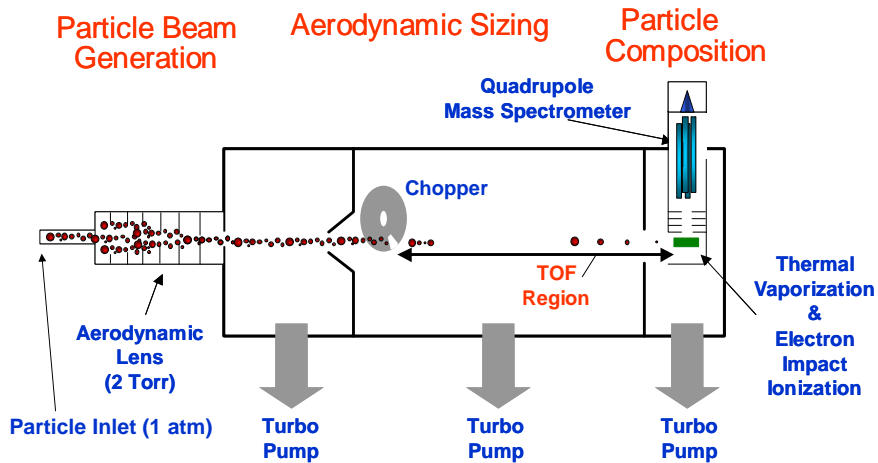 Particle Beam
Generation
Aerodynamic Sizing
Particle
Composition
Quadrupole
Mass Spectrometer
Chopper
TOF
Region
Thermal
Vaporization
&
Electron
Impact
Ionization
Aerodynamic
Lens
(2 Torr)
Particle Inlet (1 atm)
Turbo
Pump
Turbo
Pump
Turbo
Pump